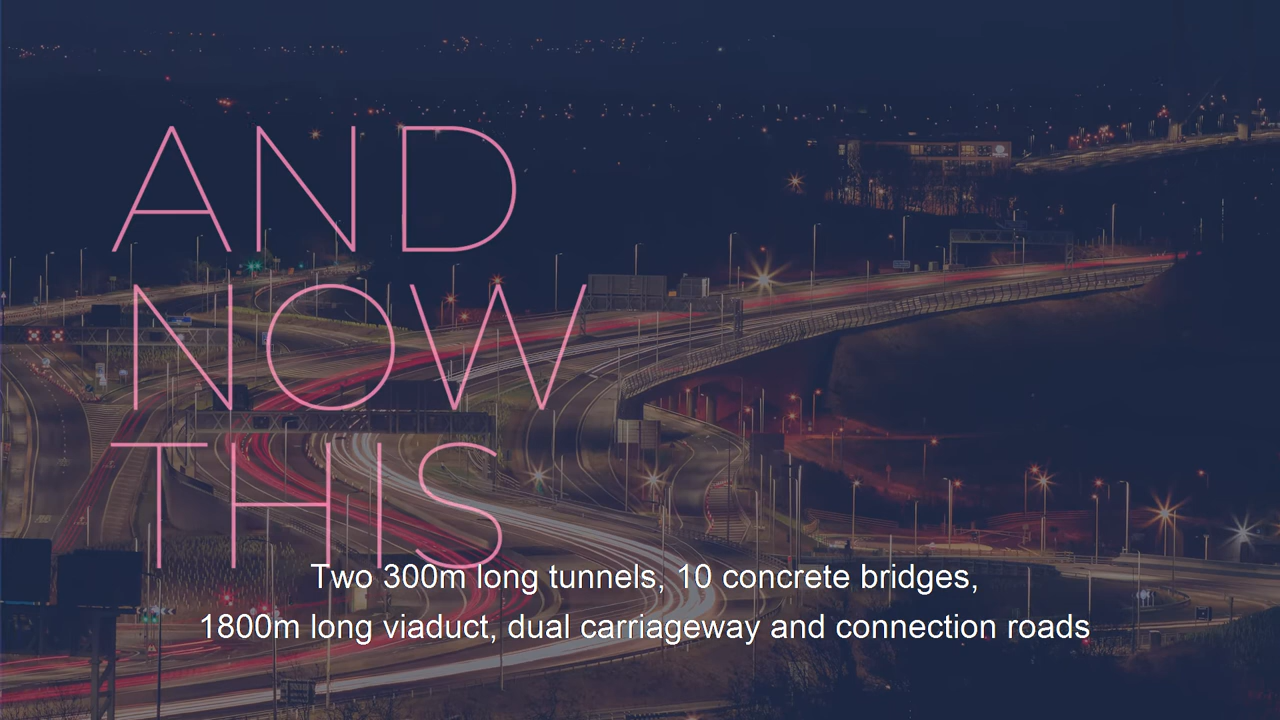 AND
NOW
THIS
Two 300m long tunnels, 10 concrete bridges,
1800m long viaduct, dual carriageway and connection roads